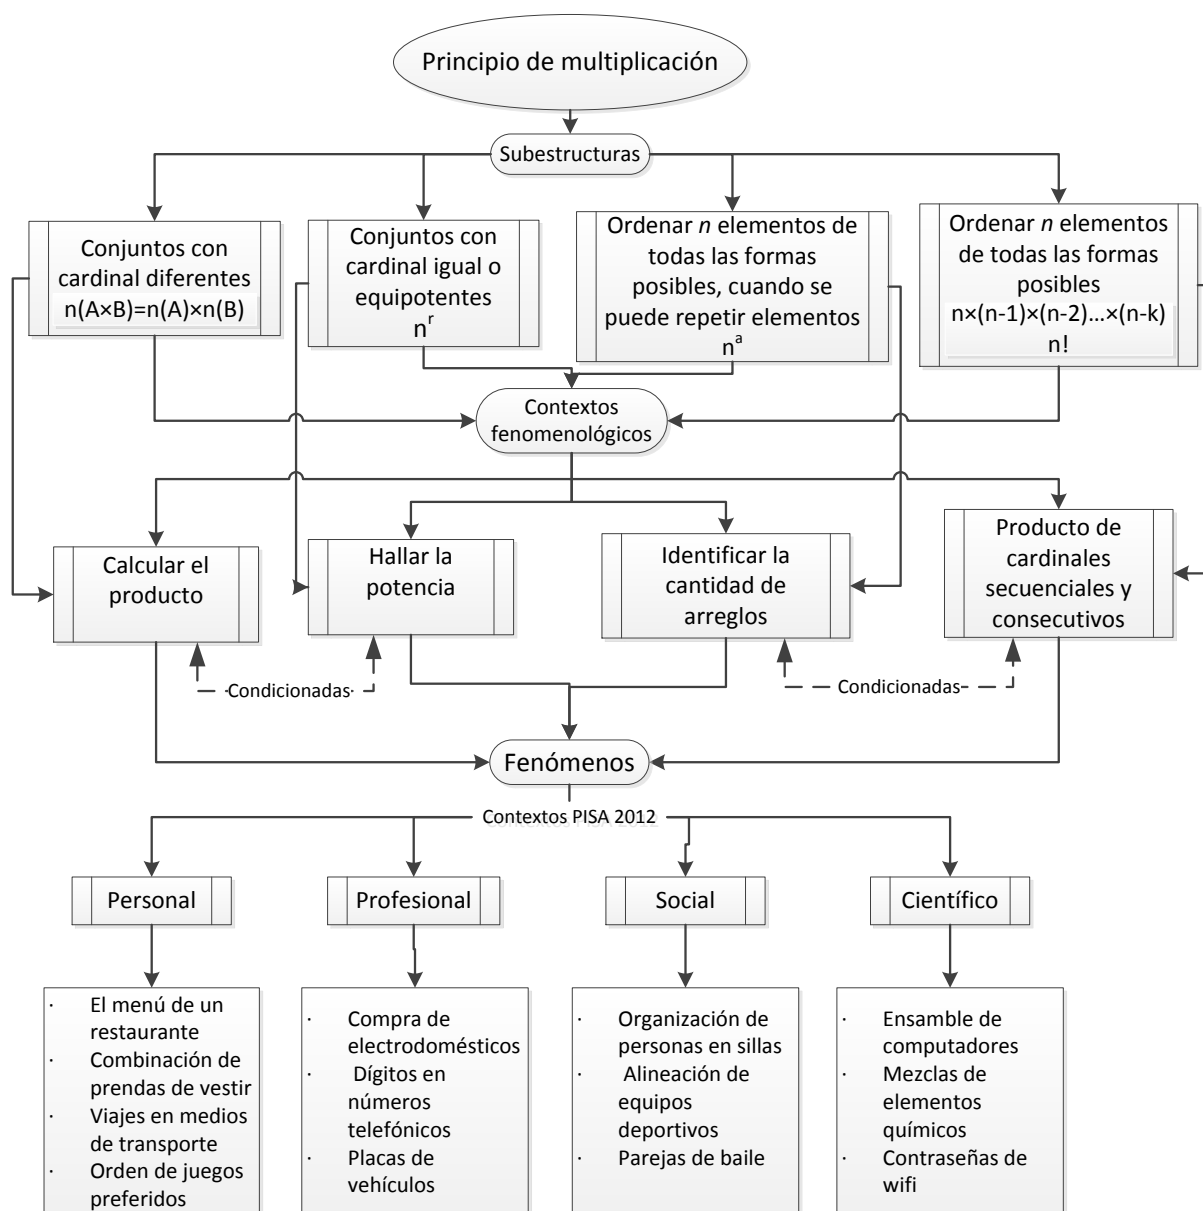 Principio de multiplicación
Subestructuras
Conjuntos con
cardinal diferentes
n(A×B)=n(A)×n(B)
Conjuntos con
cardinal igual o
equipotentes
n^r
Ordenar n elementos de
todas las formas
posibles, cuando se
puede repetir elementos
n^a
Ordenar n elementos
de todas las formas
posibles
n×(n-1)×(n-2)...×(n-k)
n!
Contextos
fenomenológicos
Calcular el
producto
Hallar la
potencia
Identificar la
cantidad de
arreglos
Producto de
cardinales
secuenciales y
consecutivos
Condicionadas
Condicionadas
Fenómenos
Contextos PISA 2012
Personal
Profesional
Social
Científico
· El menú de un
restaurante
· Combinación de
prendas de vestir
· Viajes en medios
de transporte
· Orden de juegos
preferidos
· Compra de
electrodomésticos
· Dígitos en
números
telefónicos
· Placas de
vehículos
· Organización de
personas en sillas
· Alineación de
equipos
deportivos
· Parejas de baile
· Ensamble de
computadores
· Mezclas de
elementos
químicos
· Contraseñas de
wifi